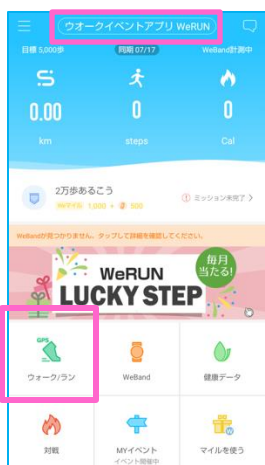 ウオークイベントアプリ WeRUN
目標 5,000歩
同期 07/17
WeBand計測中
0.00
0
0
km
steps
Cal
2万歩あるこう
Weマイル 1,000 + 500
ミッション未完了
WeBandが見つかりません。タップして詳細を確認してください。
WeRUN
LUCKY STEP
毎月
当たる!
GPS
ウォーク/ラン
WeBand
健康データ
対戦
MYイベント
イベント開催中
マイルを使う